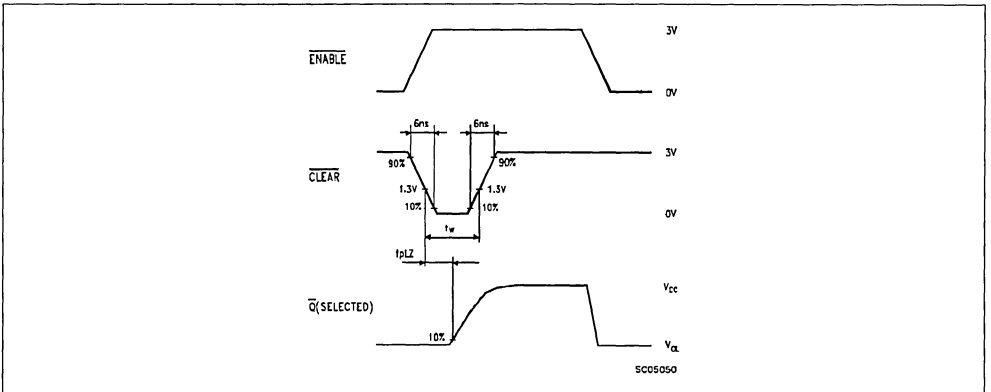 3V
ENABLE
0V
6ns 6ns
3V
90% 90%
CLEAR
1.3V 1.3V
10% 10%
0V
tw
tpLZ
VCC
Q(SELECTED)
10%
VOL
SC05050